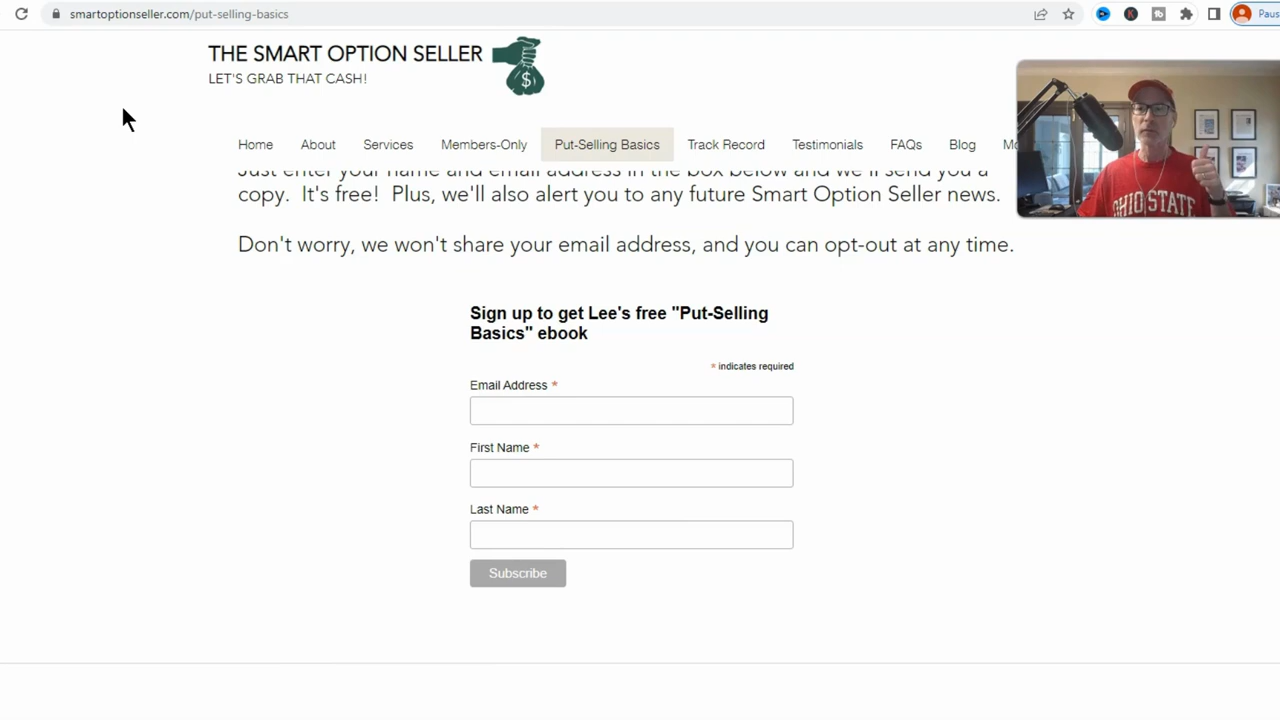 smartoptionseller.com/put-selling-basics
Paus
THE SMART OPTION SELLER
LET'S GRAB THAT CASH!
$
Home About Services Members-Only Put-Selling Basics Track Record Testimonials FAQs Blog Mo
Just enter your name and email address in the box below and we'll send you a
copy. It's free! Plus, we'll also alert you to any future Smart Option Seller news.
Don't worry, we won't share your email address, and you can opt-out at any time.
Sign up to get Lee's free "Put-Selling
Basics" ebook
* indicates required
Email Address *
First Name *
Last Name *
Subscribe
OHIO STATE